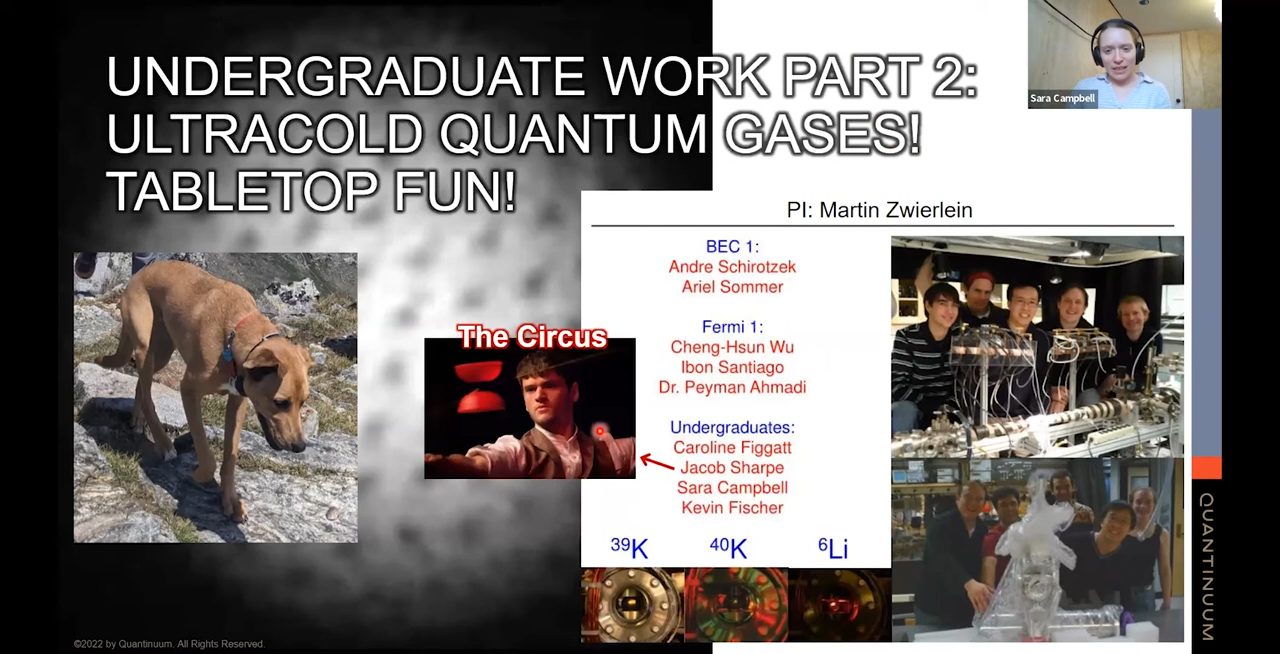 UNDERGRADUATE WORK PART 2:
ULTRACOLD QUANTUM GASES!
TABLETOP FUN!
Sara Campbell
PI: Martin Zwierlein
BEC 1:
Andre Schirotzek
Ariel Sommer
Fermi 1:
Cheng-Hsun Wu
Ibon Santiago
Dr. Peyman Ahmadi
Undergraduates:
Caroline Figgatt
Jacob Sharpe
Sara Campbell
Kevin Fischer
The Circus
³⁹K ⁴⁰K ⁶Li
QUANTINUUM
©2022 by Quantinuum. All Rights Reserved.